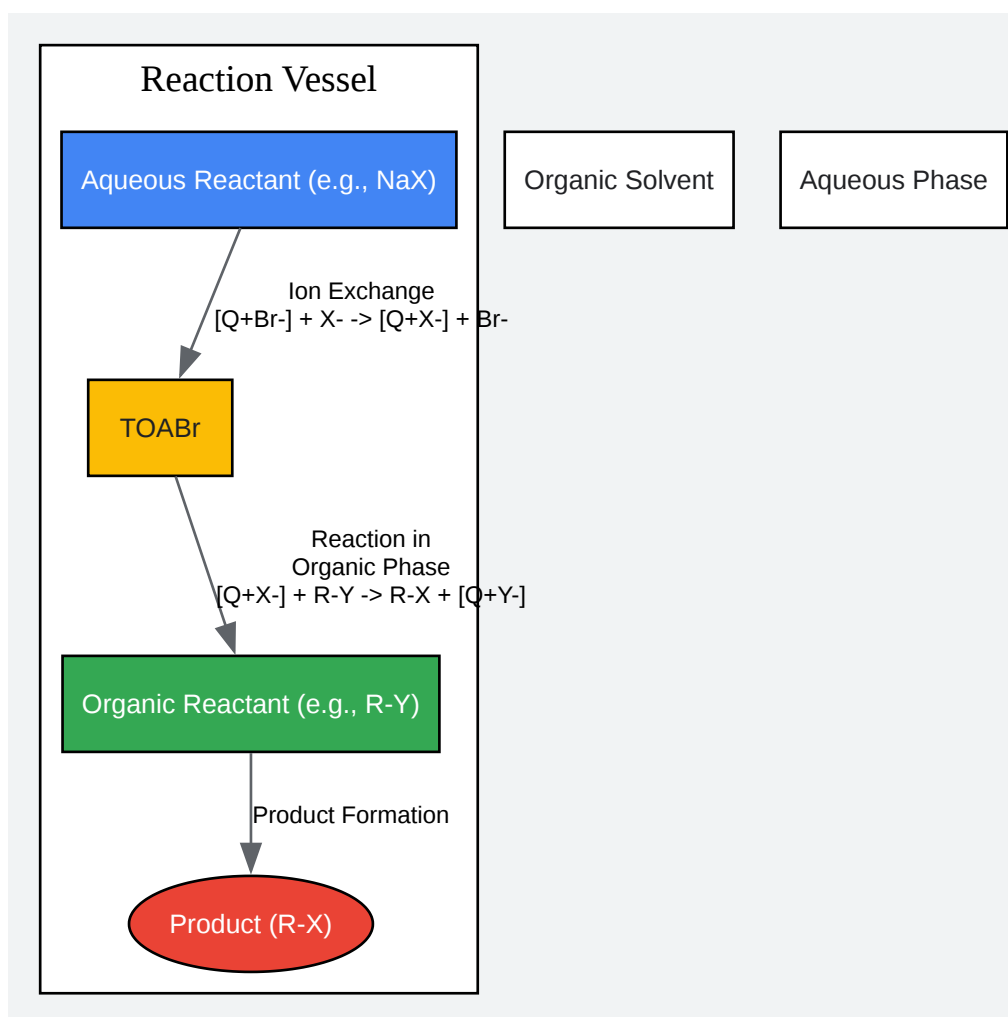 Reaction Vessel
Aqueous Reactant (e.g., NaX)
Organic Solvent
Aqueous Phase
Ion Exchange
[Q+Br-] + X- -> [Q+X-] + Br-
TOABr
Reaction in
Organic Phase
[Q+X-] + R-Y -> R-X + [Q+Y-]
Organic Reactant (e.g., R-Y)
Product Formation
Product (R-X)